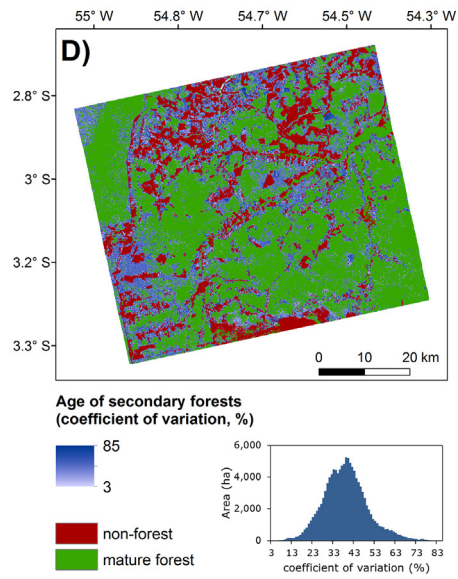 55° W 54.8° W 54.7° W 54.5° W 54.3° W
D)
2.8° S
3° S
3.2° S
3.3° S
0 10 20 km
Age of secondary forests
(coefficient of variation, %)
85
3
non-forest
mature forest
6,000
4,000
2,000
0
Area (ha)
3 13 23 33 43 53 63 73 83
coefficient of variation (%)